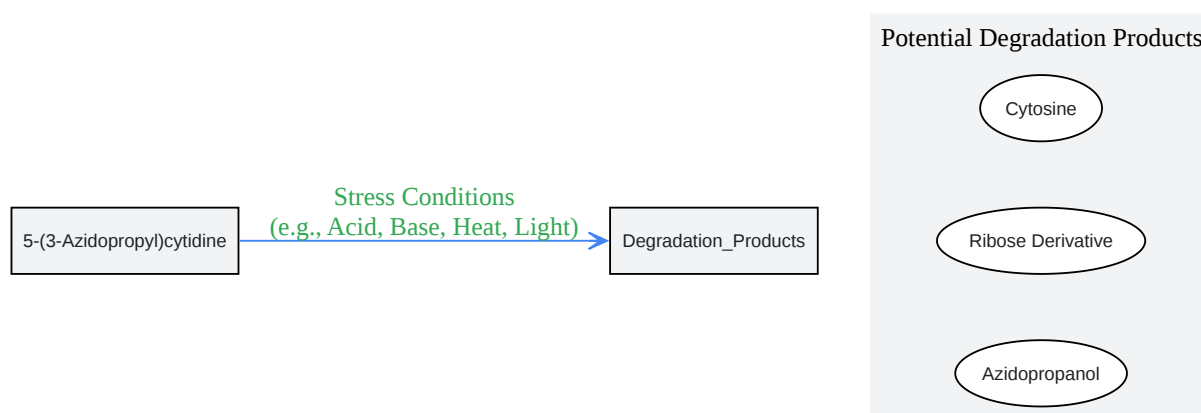 Potential Degradation Products
Cytosine
Stress Conditions
(e.g., Acid, Base, Heat, Light)
5-(3-Azidopropyl)cytidine
Degradation_Products
Ribose Derivative
Azidopropanol